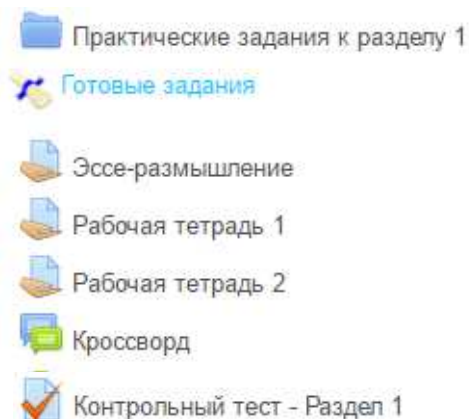 Практические задания к разделу 1
Готовые задания
Эссе-размышление
Рабочая тетрадь 1
Рабочая тетрадь 2
Кроссворд
Контрольный тест - Раздел 1